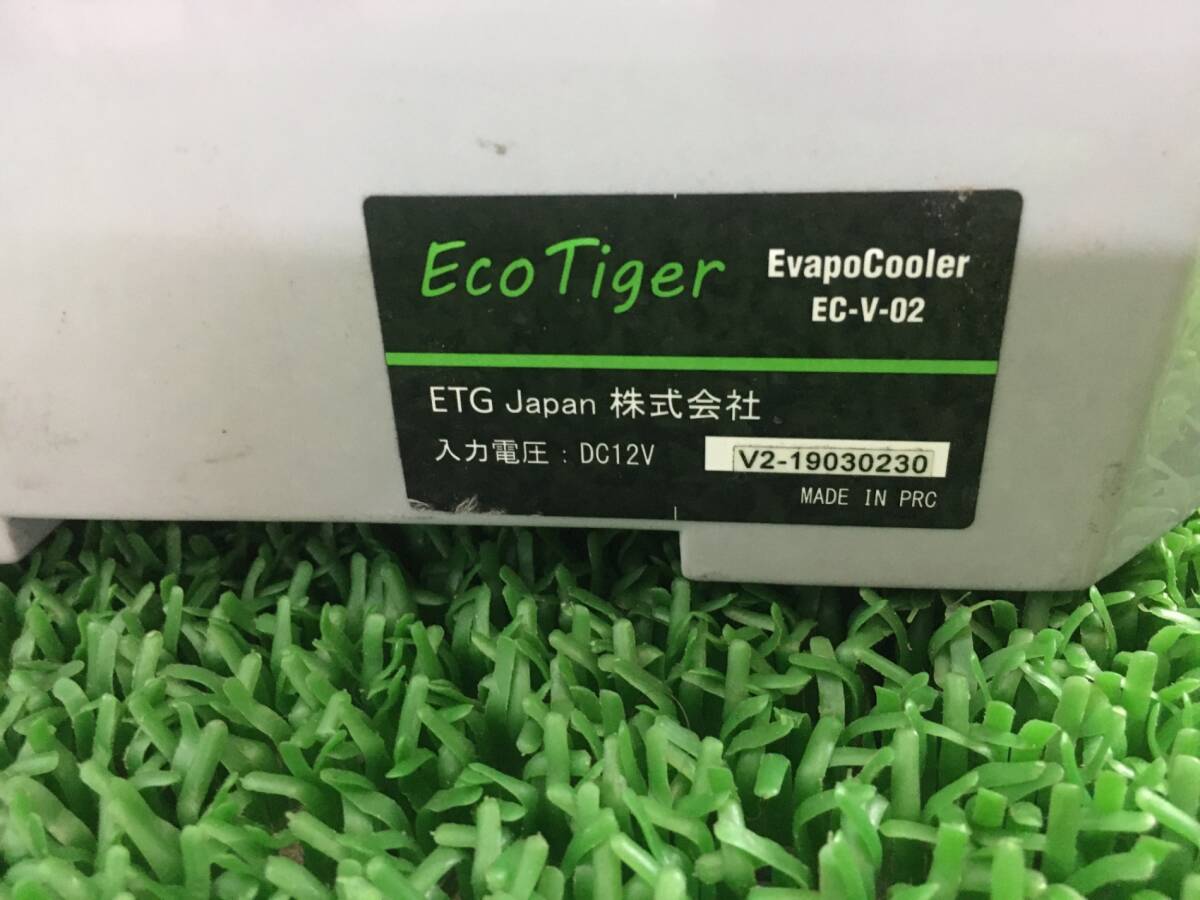 EcoTiger
EvapoCooler
EC-V-02
ETG Japan 株式会社
入力電圧：DC12V
V2-19030230
MADE IN PRC